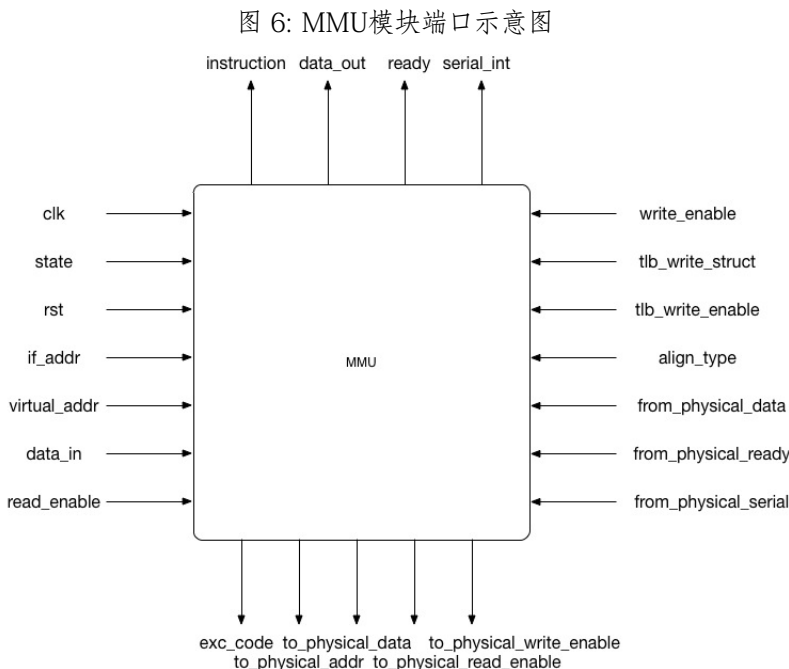 图 6: MMU模块端口示意图
instruction data_out ready serial_int
clk write_enable
state tlb_write_struct
rst tlb_write_enable
if_addr align_type
MMU
virtual_addr from_physical_data
data_in from_physical_ready
read_enable from_physical_serial
exc_code to_physical_data to_physical_write_enable
to_physical_addr to_physical_read_enable